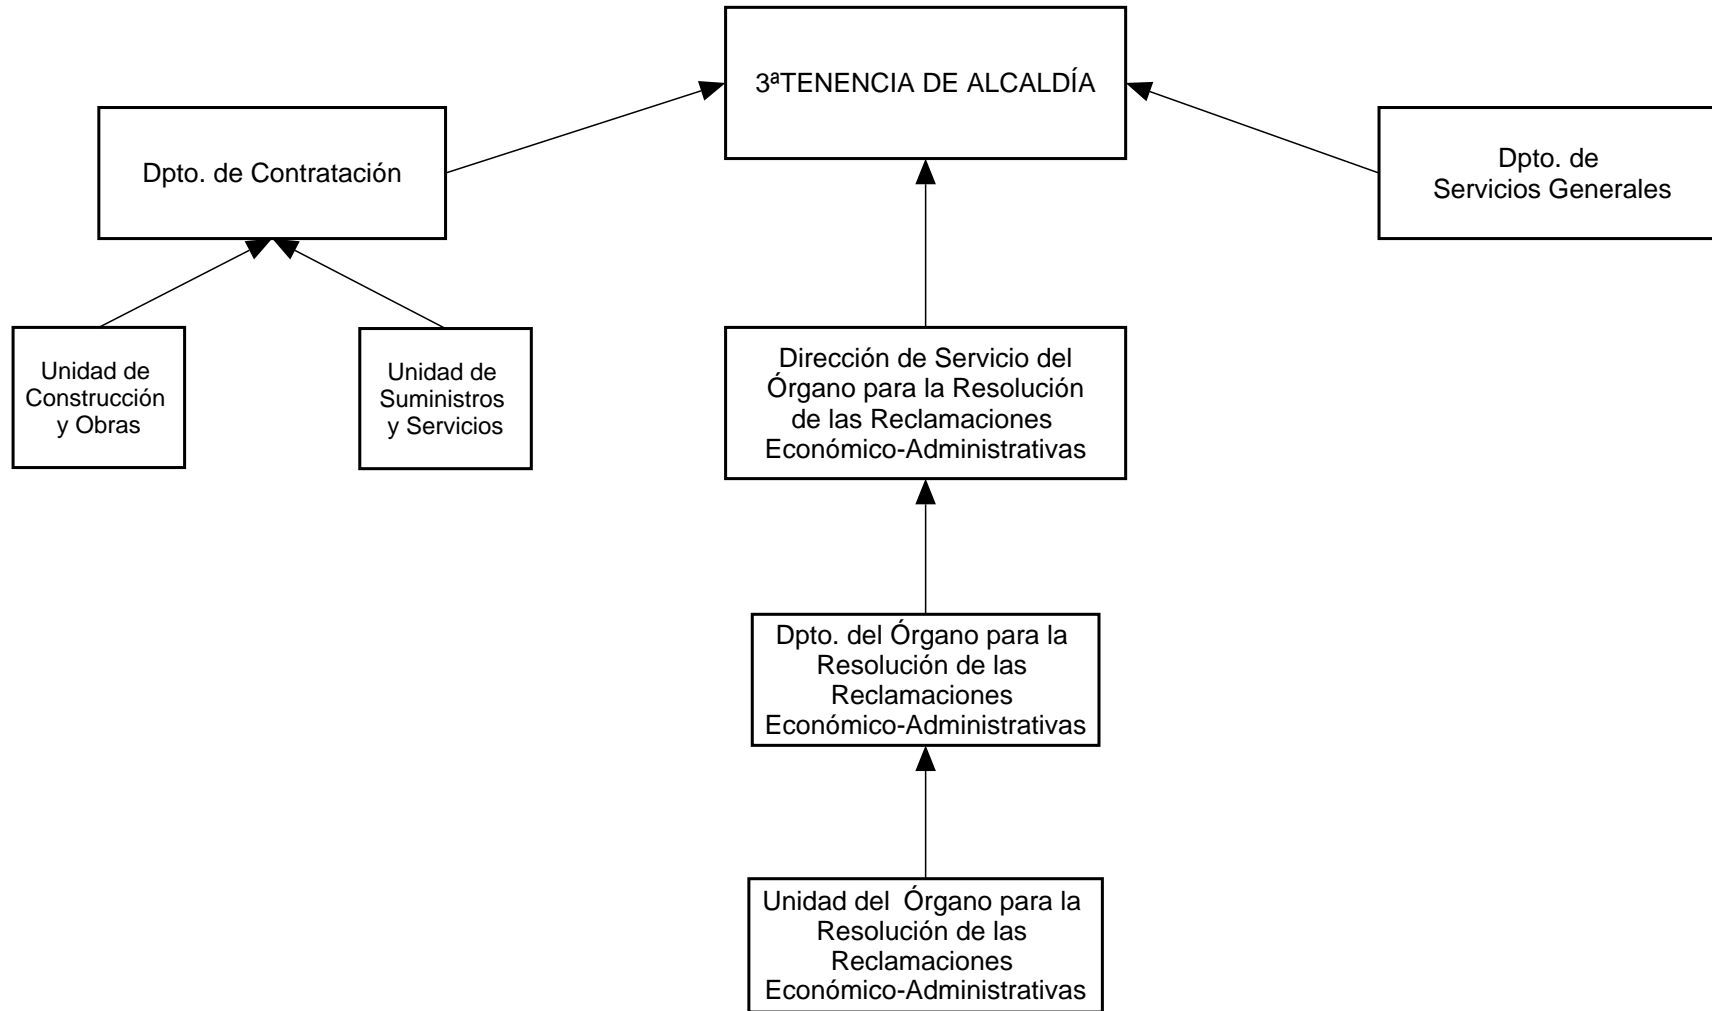 3ªTENENCIA DE ALCALDÍA
Dpto. de Contratación
Dpto. de
Servicios Generales
Unidad de
Construcción
y Obras
Unidad de
Suministros
y Servicios
Dirección de Servicio del
Órgano para la Resolución
de las Reclamaciones
Económico-Administrativas
Dpto. del Órgano para la
Resolución de las
Reclamaciones
Económico-Administrativas
Unidad del Órgano para la
Resolución de las
Reclamaciones
Económico-Administrativas